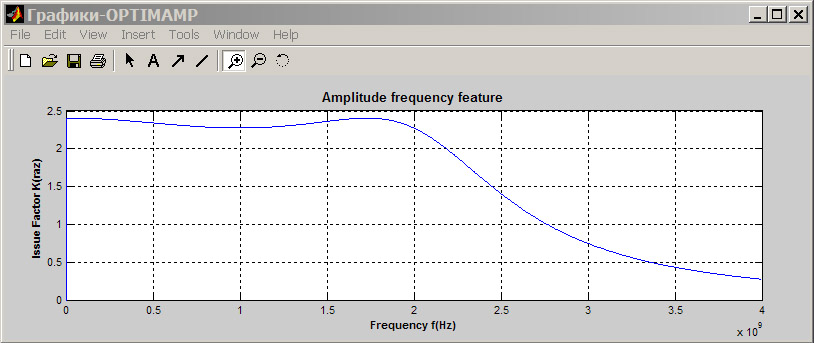 Графики-OPTIMAMP
File Edit View Insert Tools Window Help
A
Amplitude frequency feature
2.5
2
1.5
1
0.5
0
Issue Factor K(raz)
0 0.5 1 1.5 2 2.5 3 3.5 4
Frequency f(Hz)
x 10⁹